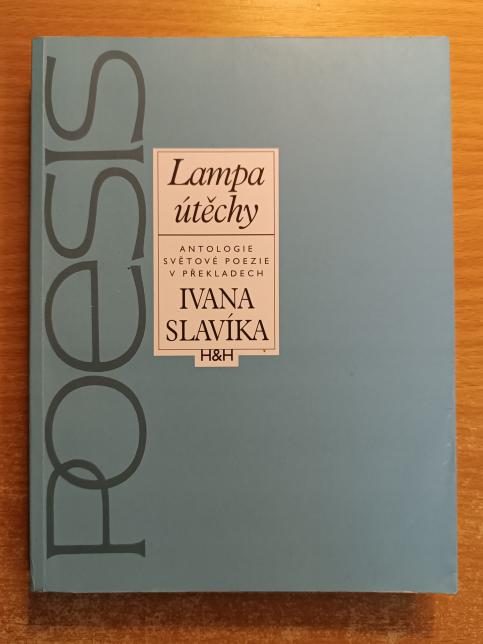 Poesis
Lampa
útěchy
ANTOLOGIE
SVĚTOVÉ POEZIE
V PŘEKLADECH
IVANA
SLAVÍKA
H&H